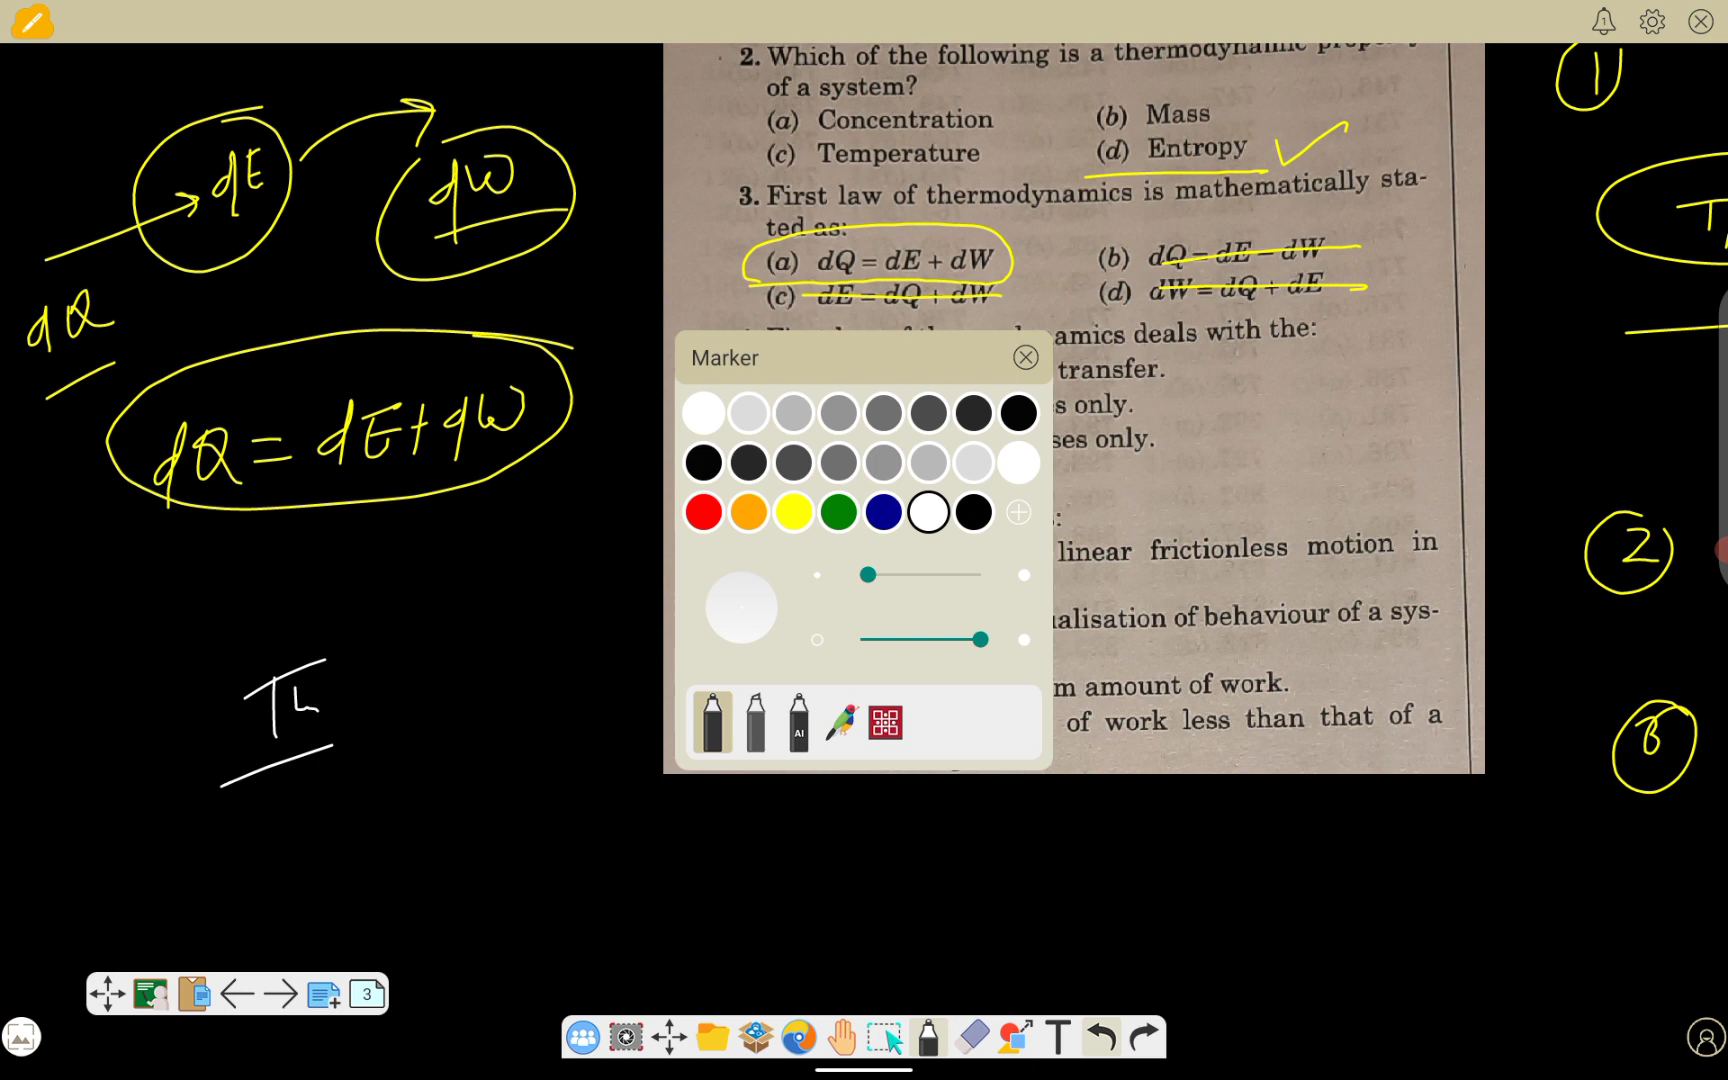 2. Which of the following is a thermodynamic
of a system?
(a) Concentration (b) Mass
(c) Temperature (d) Entropy
3. First law of thermodynamics is mathematically sta-
ted as:
(a) dQ = dE + dW (b) dQ = dE - dW
(c) dE = dQ + dW (d) dW = dQ + dE
amics deals with the:
transfer.
s only.
ses only.
:
linear frictionless motion in
alisation of behaviour of a sys-
m amount of work.
of work less than that of a
dE
dW
dQ
dQ = dE + dW
Th
1
T
2
3
Marker
AI
3
T
1